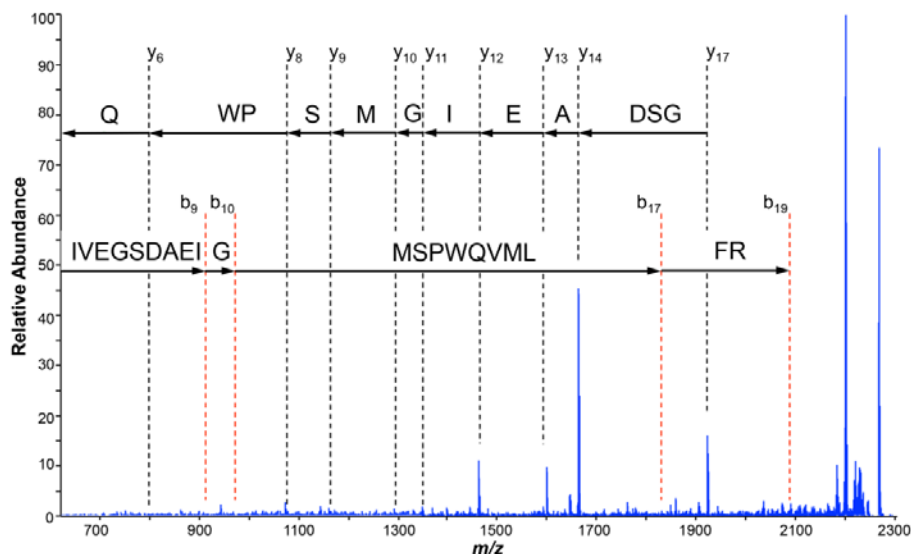 100
90
80
70
60
50
40
30
20
10
0
Relative Abundance
y6 y8 y9 y10 y11 y12 y13 y14 y17
Q WP S M G I E A DSG
b9 b10 b17 b19
IVEGSDAEI G MSPWQVML FR
700 900 1100 1300 1500 1700 1900 2100 2300
m/z